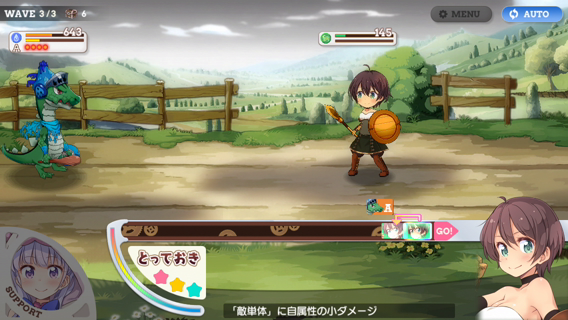 WAVE 3/3 6
MENU
AUTO
643
A
145
A
GO!
とっておき
SUPPORT
「敵単体」に自属性の小ダメージ